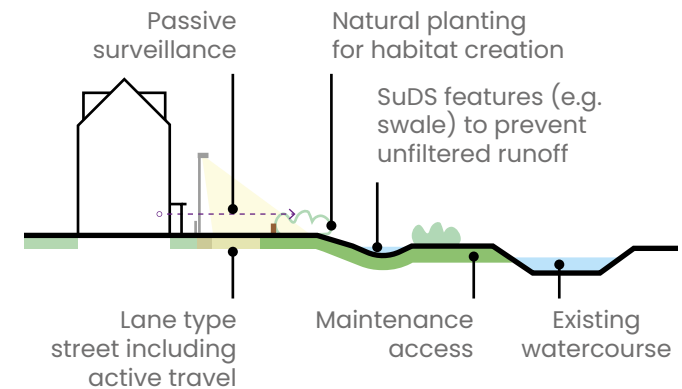 Passive
surveillance
Natural planting
for habitat creation
SuDS features (e.g.
swale) to prevent
unfiltered runoff
Lane type
street including
active travel
Maintenance
access
Existing
watercourse